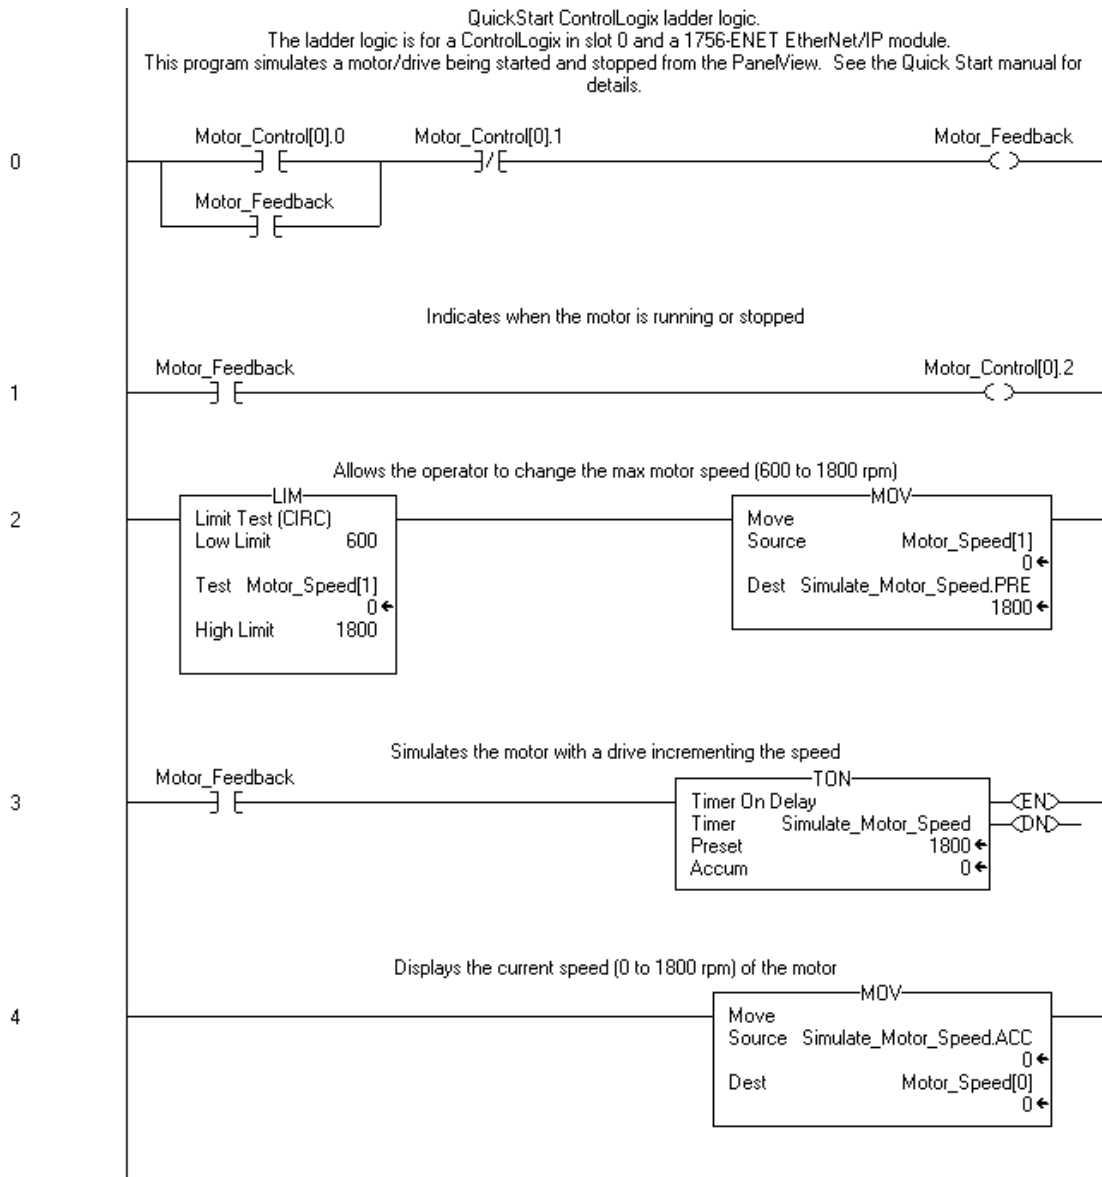 QuickStart ControlLogix ladder logic.
The ladder logic is for a ControlLogix in slot 0 and a 1756-ENET EtherNet/IP module.
This program simulates a motor/drive being started and stopped from the PanelView. See the Quick Start manual for
details.
Motor_Control[0].0 Motor_Control[0].1 Motor_Feedback
0
Motor_Feedback
Indicates when the motor is running or stopped
Motor_Feedback Motor_Control[0].2
1
Allows the operator to change the max motor speed (600 to 1800 rpm)
LIM MOV
2 Limit Test (CIRC) Move
Low Limit 600 Source Motor_Speed[1]
0
Test Motor_Speed[1] Dest Simulate_Motor_Speed.PRE
0 1800
High Limit 1800
Simulates the motor with a drive incrementing the speed
Motor_Feedback TON
3 Timer On Delay EN
Timer Simulate_Motor_Speed DN
Preset 1800
Accum 0
Displays the current speed (0 to 1800 rpm) of the motor
MOV
4 Move
Source Simulate_Motor_Speed.ACC
0
Dest Motor_Speed[0]
0